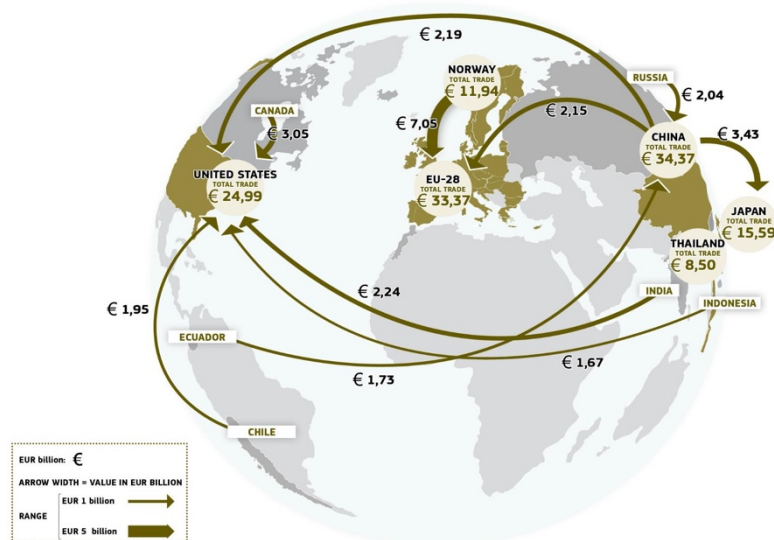 € 2,19
NORWAY
TOTAL TRADE
€ 11,94
RUSSIA
€ 2,04
CANADA
€ 3,05
€ 7,05
€ 2,15
CHINA
TOTAL TRADE
€ 34,37
€ 3,43
UNITED STATES
TOTAL TRADE
€ 24,99
EU-28
TOTAL TRADE
€ 33,37
JAPAN
TOTAL TRADE
€ 15,59
THAILAND
TOTAL TRADE
€ 8,50
€ 1,95
€ 2,24
INDIA
INDONESIA
ECUADOR
€ 1,73
€ 1,67
CHILE
EUR billion: €
ARROW WIDTH = VALUE IN EUR BILLION
RANGE
EUR 1 billion
EUR 5 billion